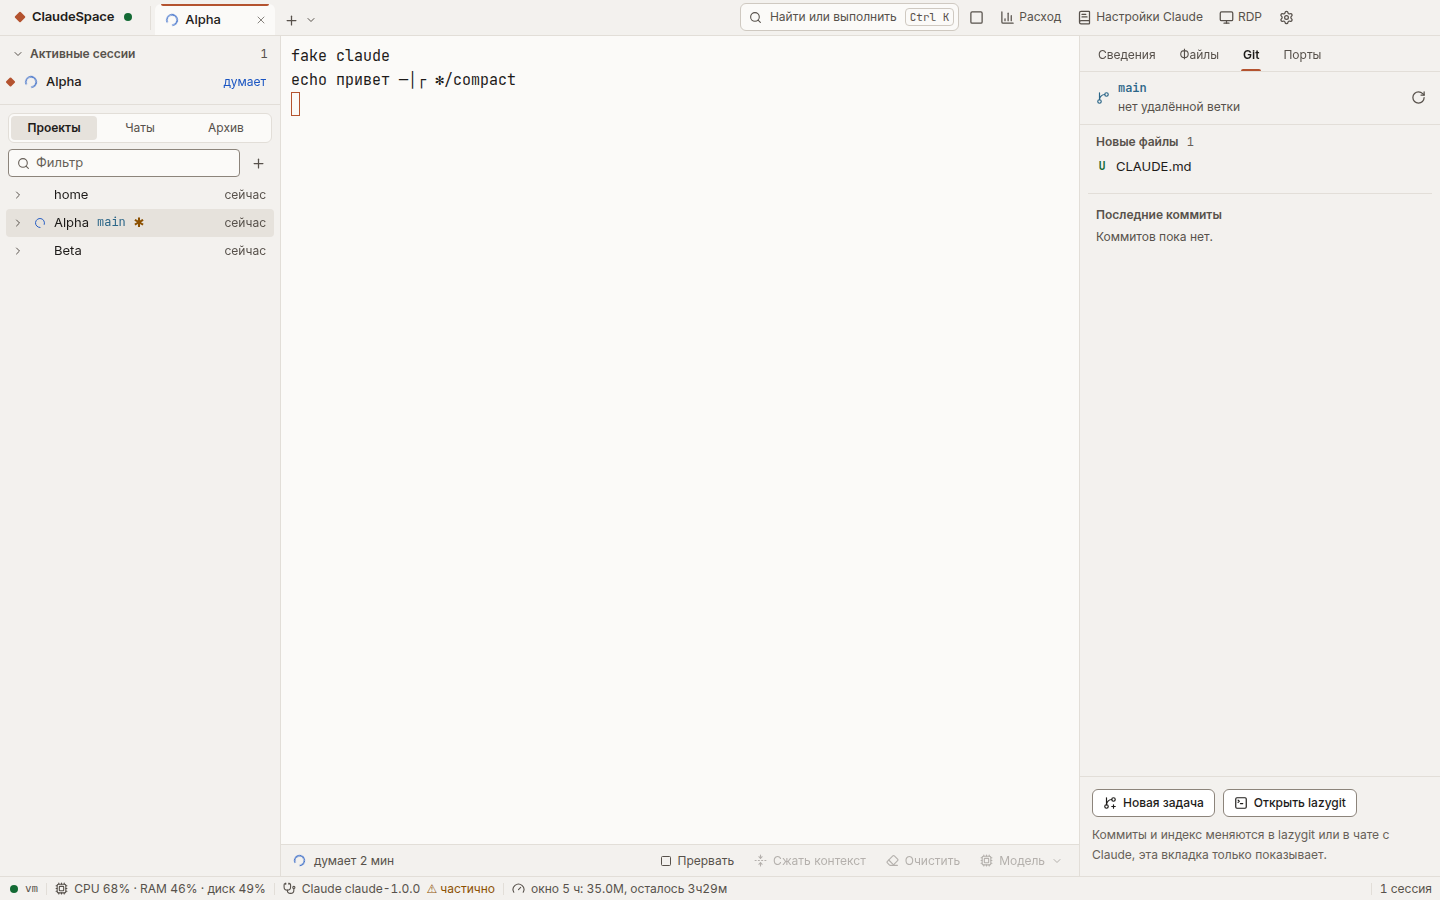 ClaudeSpace
Alpha
Найти или выполнить Ctrl K
Расход
Настройки Claude
RDP
Активные сессии 1
Alpha думает
Проекты Чаты Архив
Фильтр
home сейчас
Alpha main ✱ сейчас
Beta сейчас
fake claude
echo привет ─│┌ ✻/compact
Сведения Файлы Git Порты
main
нет удалённой ветки
Новые файлы 1
U CLAUDE.md
Последние коммиты
Коммитов пока нет.
Новая задача Открыть lazygit
Коммиты и индекс меняются в lazygit или в чате с
Claude, эта вкладка только показывает.
думает 2 мин
Прервать Сжать контекст Очистить Модель
vm CPU 68% · RAM 46% · диск 49% Claude claude-1.0.0 ⚠ частично окно 5 ч: 35.0M, осталось 3ч29м 1 сессия